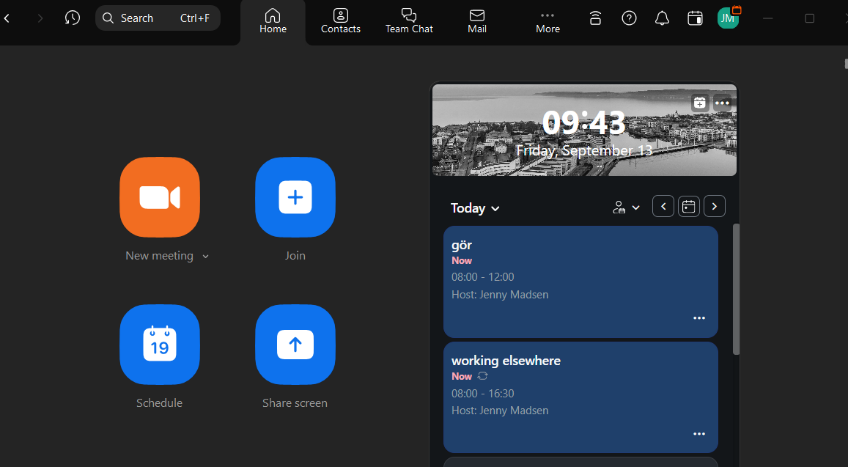 Search Ctrl+F
Home
Contacts
Team Chat
Mail
More
JM
09:43
Friday, September 13
Today
gör
Now
08:00 - 12:00
Host: Jenny Madsen
working elsewhere
Now
08:00 - 16:30
Host: Jenny Madsen
New meeting
Join
19
Schedule
Share screen